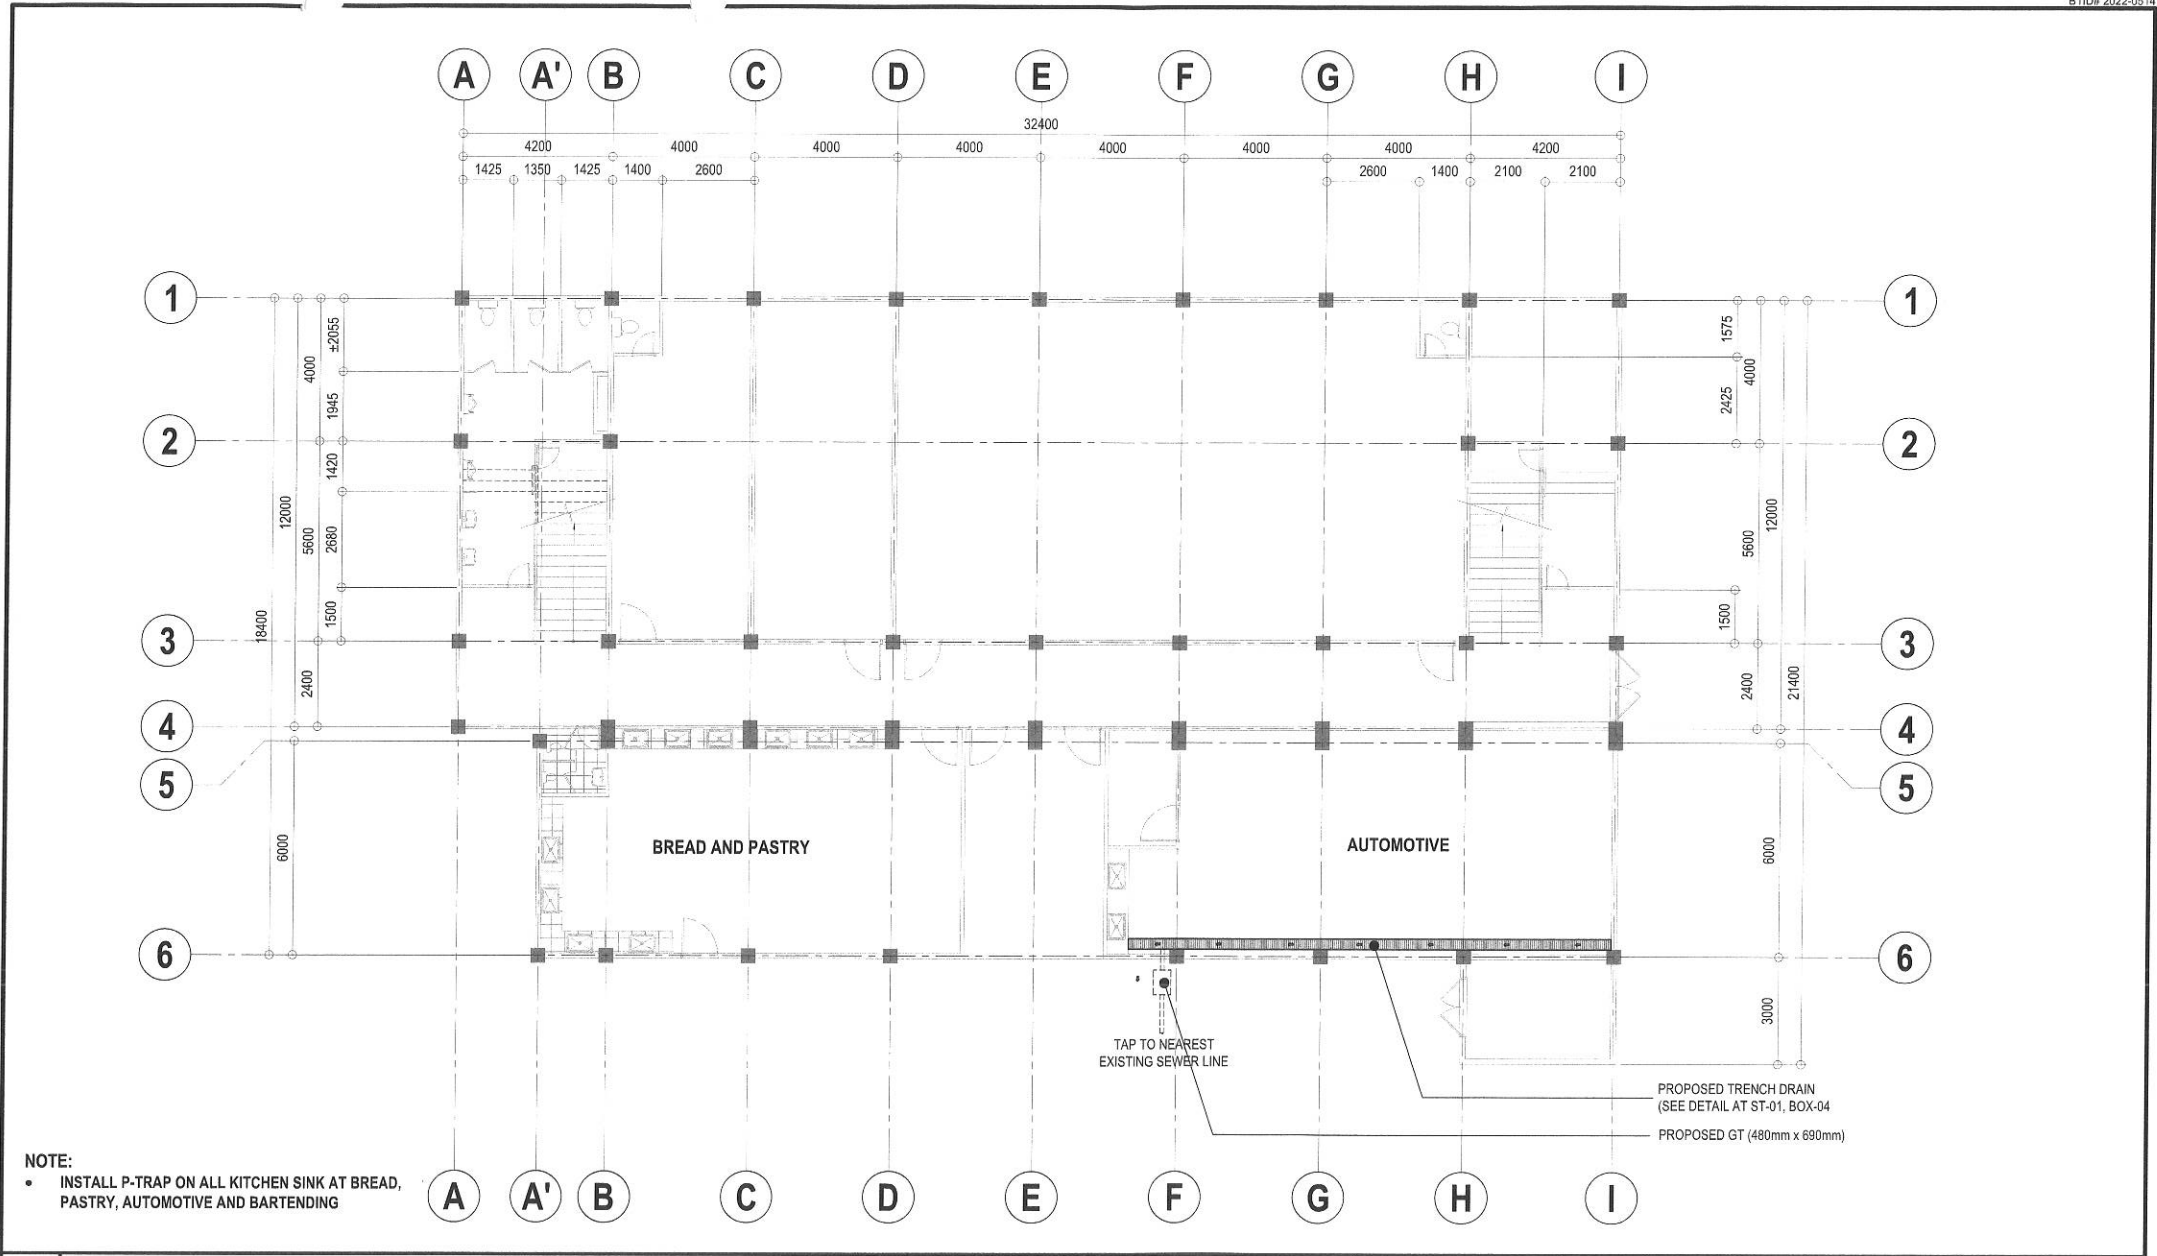 BTID# 2022-0514
A A' B C D E F G H I
32400
4200 4000 4000 4000 4000 4000 4000 4200
1425 1350 1425 1400 2600 2600 1400 2100 2100
1 1
±2055 1575
4000 4000
1945 2425
2 2
1420
12000 12000
5600 2680 5600
18400 1500 1500
3 3
2400 2400 21400
4 4
5 5
6000 BREAD AND PASTRY AUTOMOTIVE 6000
6 6
3000
TAP TO NEAREST
EXISTING SEWER LINE
PROPOSED TRENCH DRAIN
(SEE DETAIL AT ST-01, BOX-04
PROPOSED GT (480mm x 690mm)
NOTE:
• INSTALL P-TRAP ON ALL KITCHEN SINK AT BREAD,
PASTRY, AUTOMOTIVE AND BARTENDING
A A' B C D E F G H I